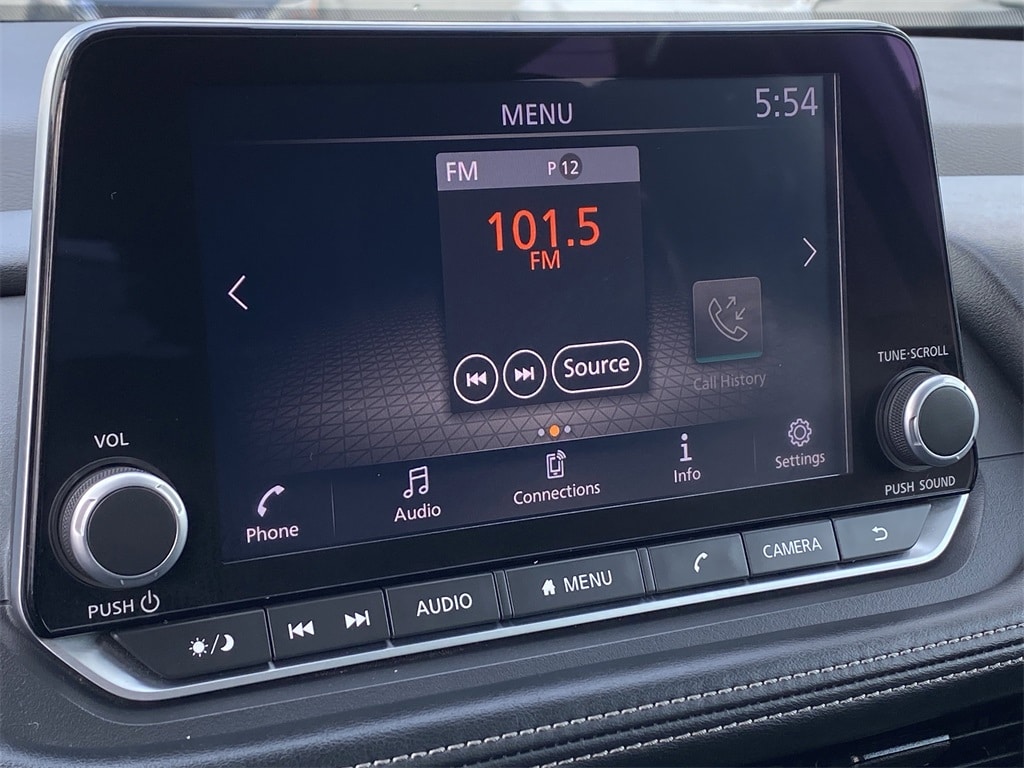 MENU
5:54
FM P 12
101.5
FM
Source
Call History
TUNE·SCROLL
VOL
Phone
Audio
Connections
Info
Settings
PUSH SOUND
PUSH
AUDIO
MENU
CAMERA